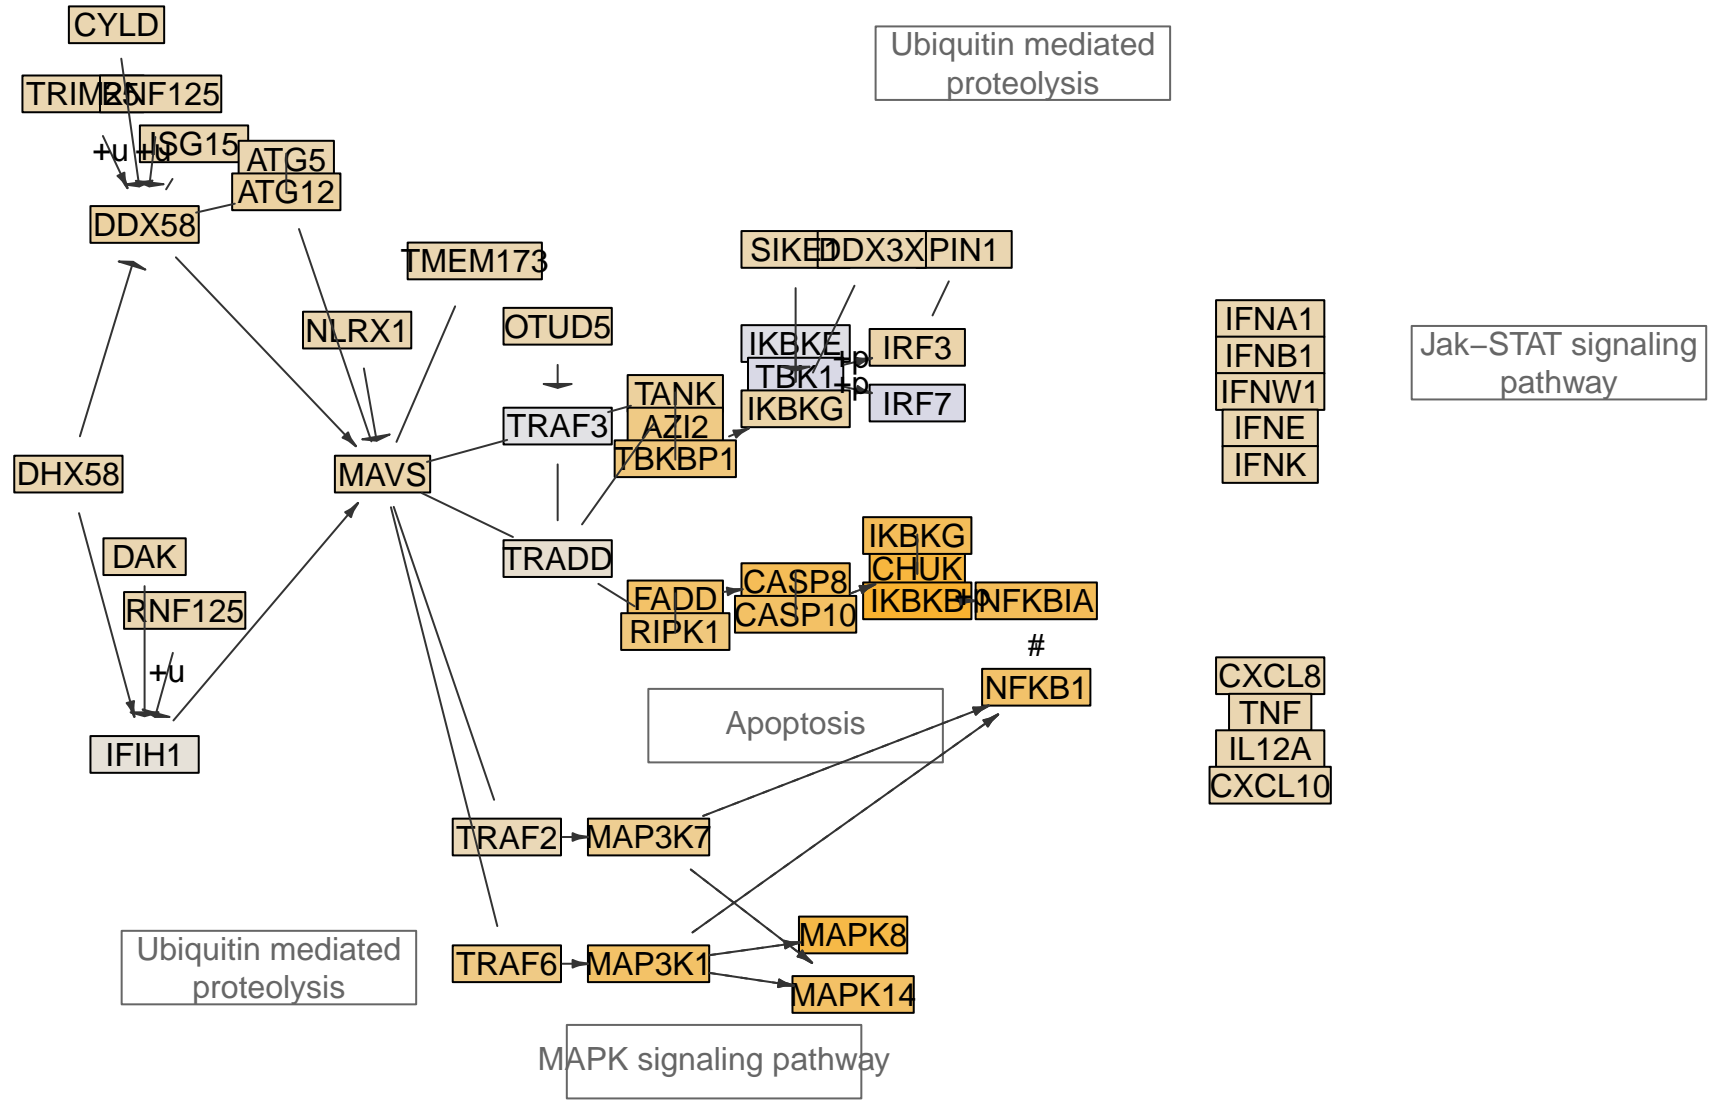 CYLD
Ubiquitin mediated
proteolysis
TRIM25
RNF125
+u
+u
ISG15
ATG5
ATG12
DDX58
TMEM173
SIKE1
DDX3X
PIN1
NLRX1
OTUD5
IKBKE
IRF3
+p
TBK1
+p
IRF7
IKBKG
TANK
TRAF3
AZI2
TBKBP1
IFNA1
IFNB1
IFNW1
IFNE
IFNK
Jak−STAT signaling
pathway
DHX58
MAVS
DAK
RNF125
+u
IFIH1
TRADD
FADD
RIPK1
CASP8
CASP10
IKBKG
CHUK
IKBKB
+p
NFKBIA
#
NFKB1
Apoptosis
CXCL8
TNF
IL12A
CXCL10
TRAF2
MAP3K7
TRAF6
MAP3K1
MAPK8
MAPK14
Ubiquitin mediated
proteolysis
MAPK signaling pathway